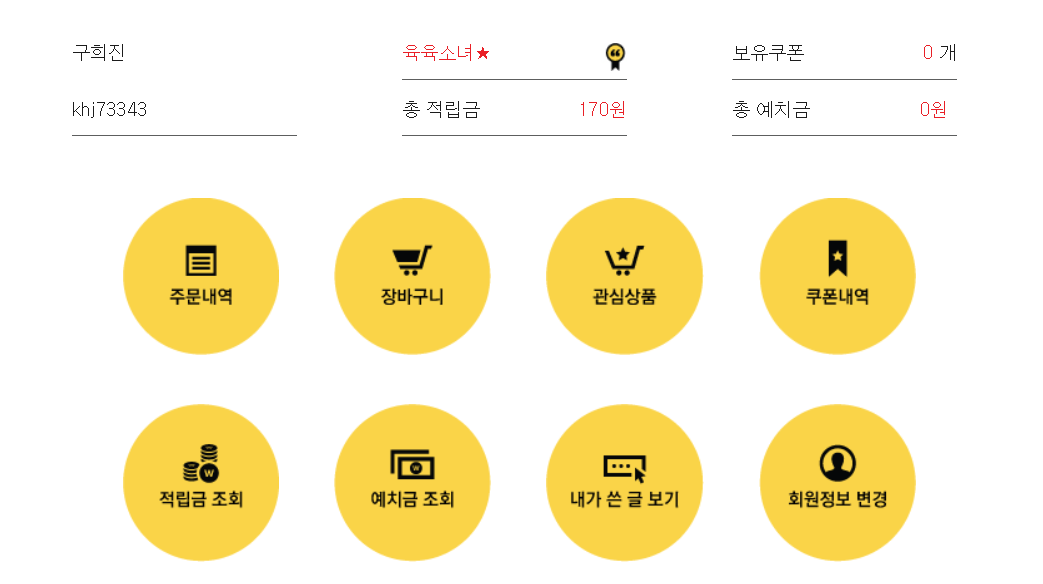 구희진
육육소녀★
보유쿠폰 0 개
khj73343
총 적립금 170원
총 예치금 0원
주문내역
장바구니
관심상품
쿠폰내역
적립금 조회
예치금 조회
내가 쓴 글 보기
회원정보 변경